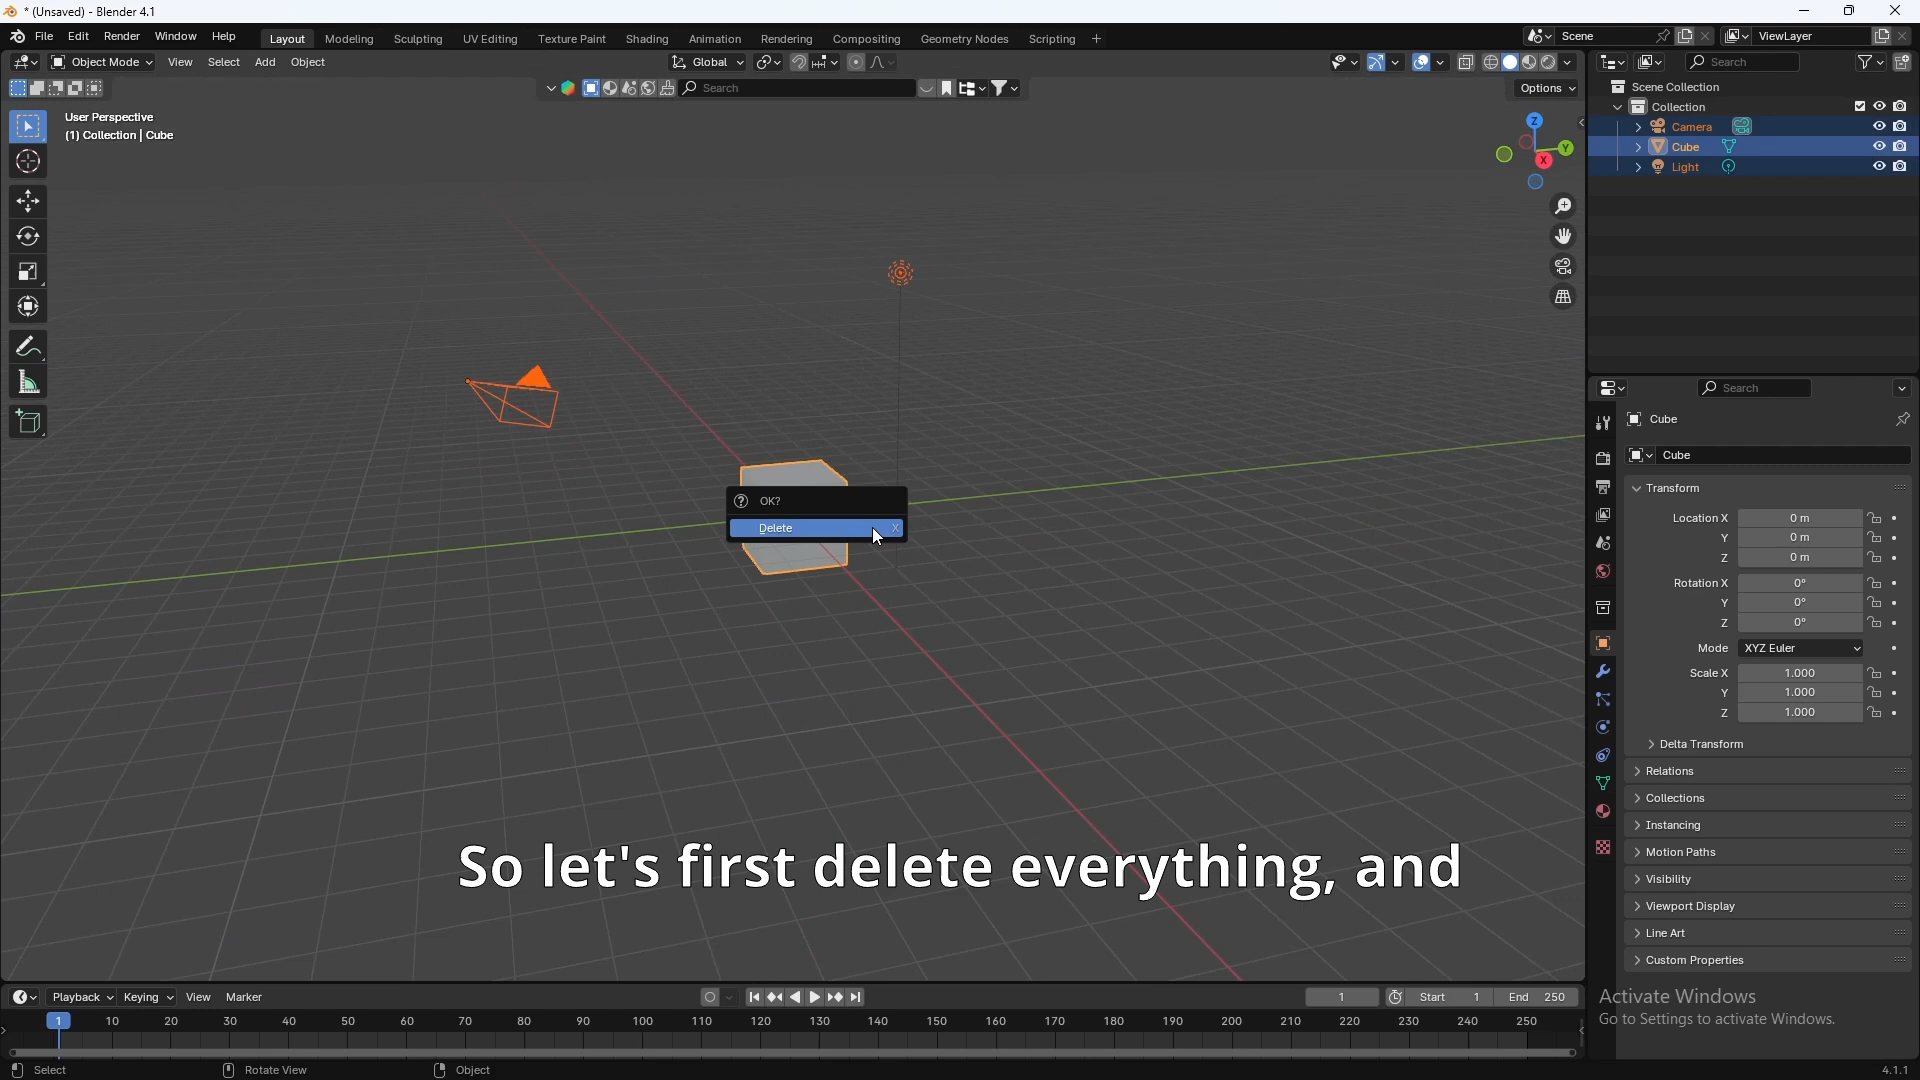 * (Unsaved) - Blender 4.1
File Edit Render Window Help Layout Modeling Sculpting UV Editing Texture Paint Shading Animation Rendering Compositing Geometry Nodes Scripting + Scene ViewLayer
Object Mode View Select Add Object Global Search
Search Options
User Perspective
(1) Collection | Cube
Z
Y
X
Scene Collection
Collection
Camera
Cube
Light
Search
Cube
Cube
Transform
Location X 0 m
Y 0 m
Z 0 m
Rotation X 0°
Y 0°
Z 0°
Mode XYZ Euler
Scale X 1.000
Y 1.000
Z 1.000
Delta Transform
Relations
Collections
Instancing
Motion Paths
Visibility
Viewport Display
Line Art
Custom Properties
OK?
Delete X
So let's first delete everything, and
Activate Windows
Go to Settings to activate Windows.
Playback Keying View Marker 1 Start 1 End 250
1 10 20 30 40 50 60 70 80 90 100 110 120 130 140 150 160 170 180 190 200 210 220 230 240 250
Select Rotate View Object 4.1.1